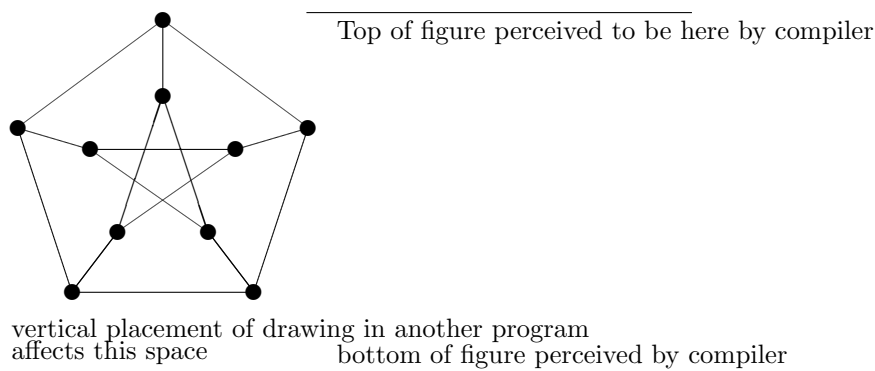 Top of figure perceived to be here by compiler
vertical placement of drawing in another program
affects this space
bottom of figure perceived by compiler